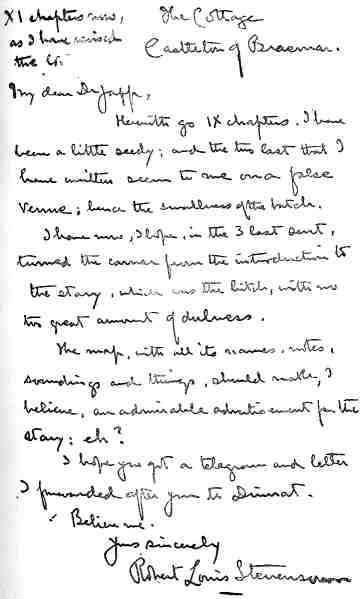 XI chapters now,
as I have revised
the
The Cottage
Castleton of Braemar.
My dear Dr Japp,
Herewith go IX chapters. I have
been a little seedy; and the two last that I
have written seem to me on a false
venue; hence the smallness of the batch.
I have now, I hope, in the 3 last sent,
turned the corner from the introduction to
the story, which was the hitch, with no
too great amount of dulness.
The map, with all its names, notes,
soundings and things, should make, I
believe, an admirable advertisement for the
story: eh?
I hope you got a telegram and letter
I forwarded after you to Dinnat.
Believe me.
Yours sincerely
Robert Louis Stevenson